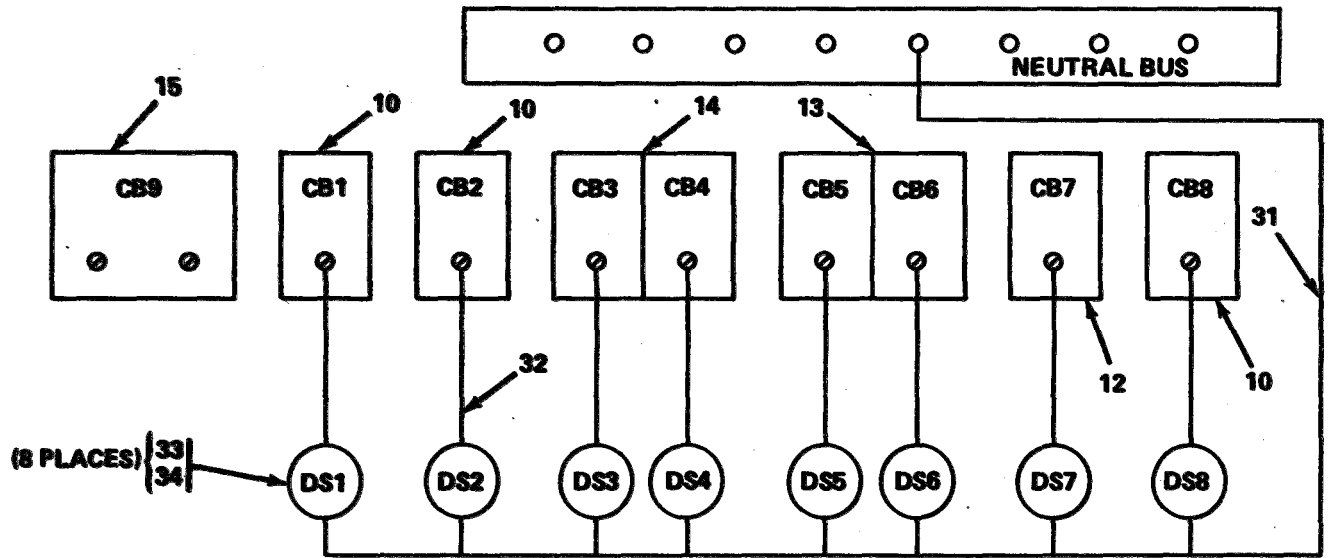 NEUTRAL BUS
15
10
10
14
13
CB9
CB1
CB2
CB3
CB4
CB5
CB6
CB7
CB8
31
32
12
10
(8 PLACES)
33
34
DS1
DS2
DS3
DS4
DS5
DS6
DS7
DS8